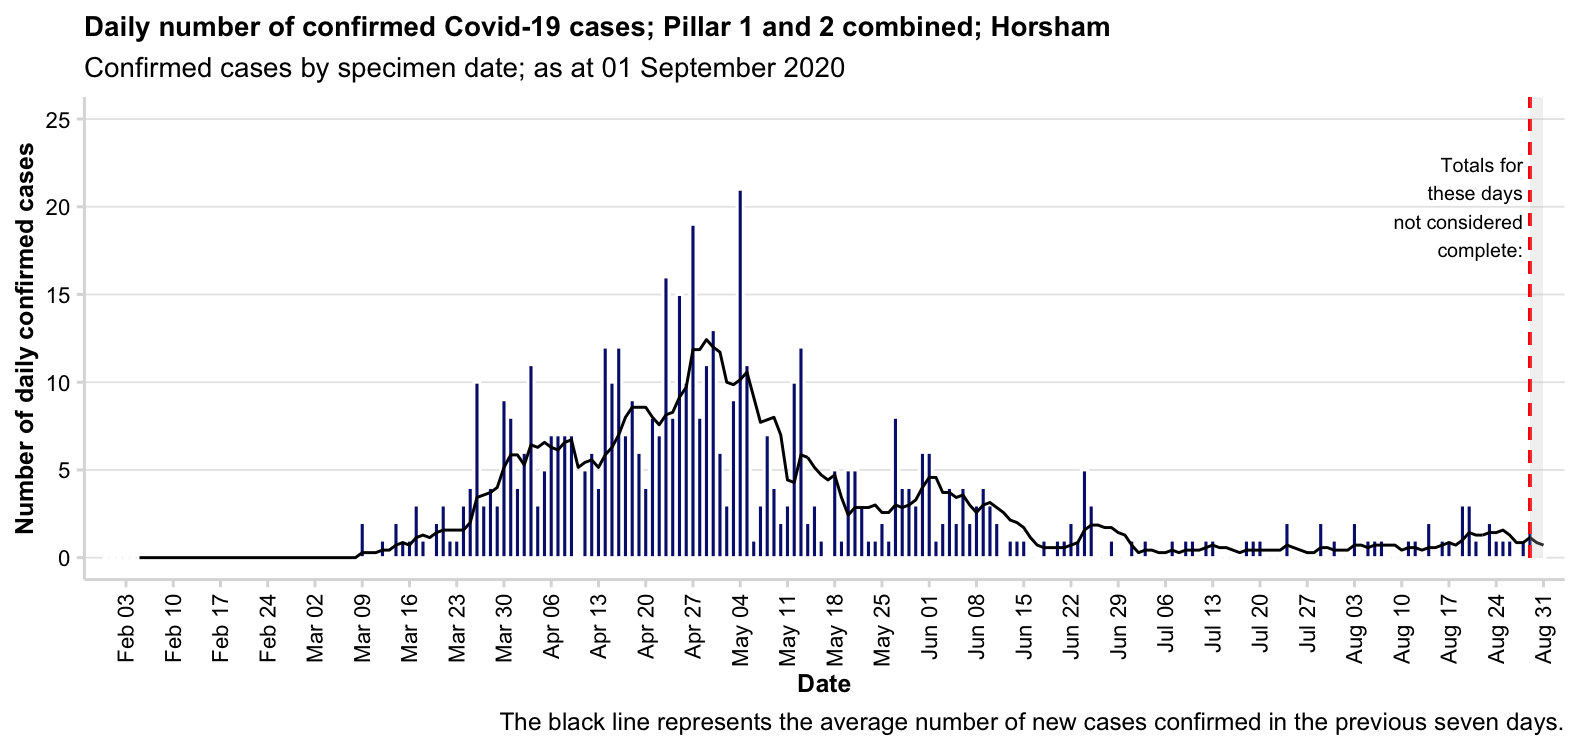 Daily number of confirmed Covid-19 cases; Pillar 1 and 2 combined; Horsham
Confirmed cases by specimen date; as at 01 September 2020
Number of daily confirmed cases
25
20
15
10
5
0
Totals for
these days
not considered
complete:
Feb 03
Feb 10
Feb 17
Feb 24
Mar 02
Mar 09
Mar 16
Mar 23
Mar 30
Apr 06
Apr 13
Apr 20
Apr 27
May 04
May 11
May 18
May 25
Jun 01
Jun 08
Jun 15
Jun 22
Jun 29
Jul 06
Jul 13
Jul 20
Jul 27
Aug 03
Aug 10
Aug 17
Aug 24
Aug 31
Date
The black line represents the average number of new cases confirmed in the previous seven days.